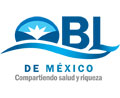 OBL
DE MÉXICO
Compartiendo salud y riqueza